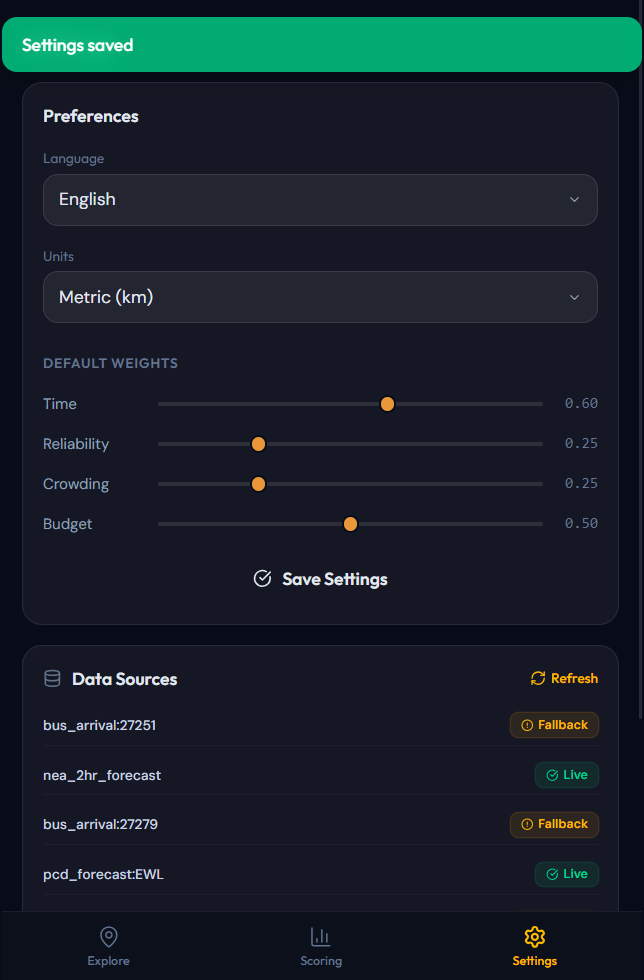 Settings saved
Preferences
Language
English
Units
Metric (km)
DEFAULT WEIGHTS
Time 0.60
Reliability 0.25
Crowding 0.25
Budget 0.50
Save Settings
Data Sources Refresh
bus_arrival:27251 Fallback
nea_2hr_forecast Live
bus_arrival:27279 Fallback
pcd_forecast:EWL Live
Explore Scoring Settings